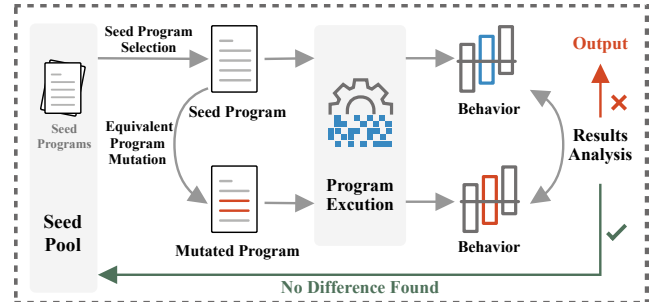 Seed Program
Selection
Output
Seed Program
Behavior
Seed
Programs
Equivalent
Program
Mutation
Results
Analysis
Program
Excution
Seed
Pool
Mutated Program
Behavior
No Difference Found